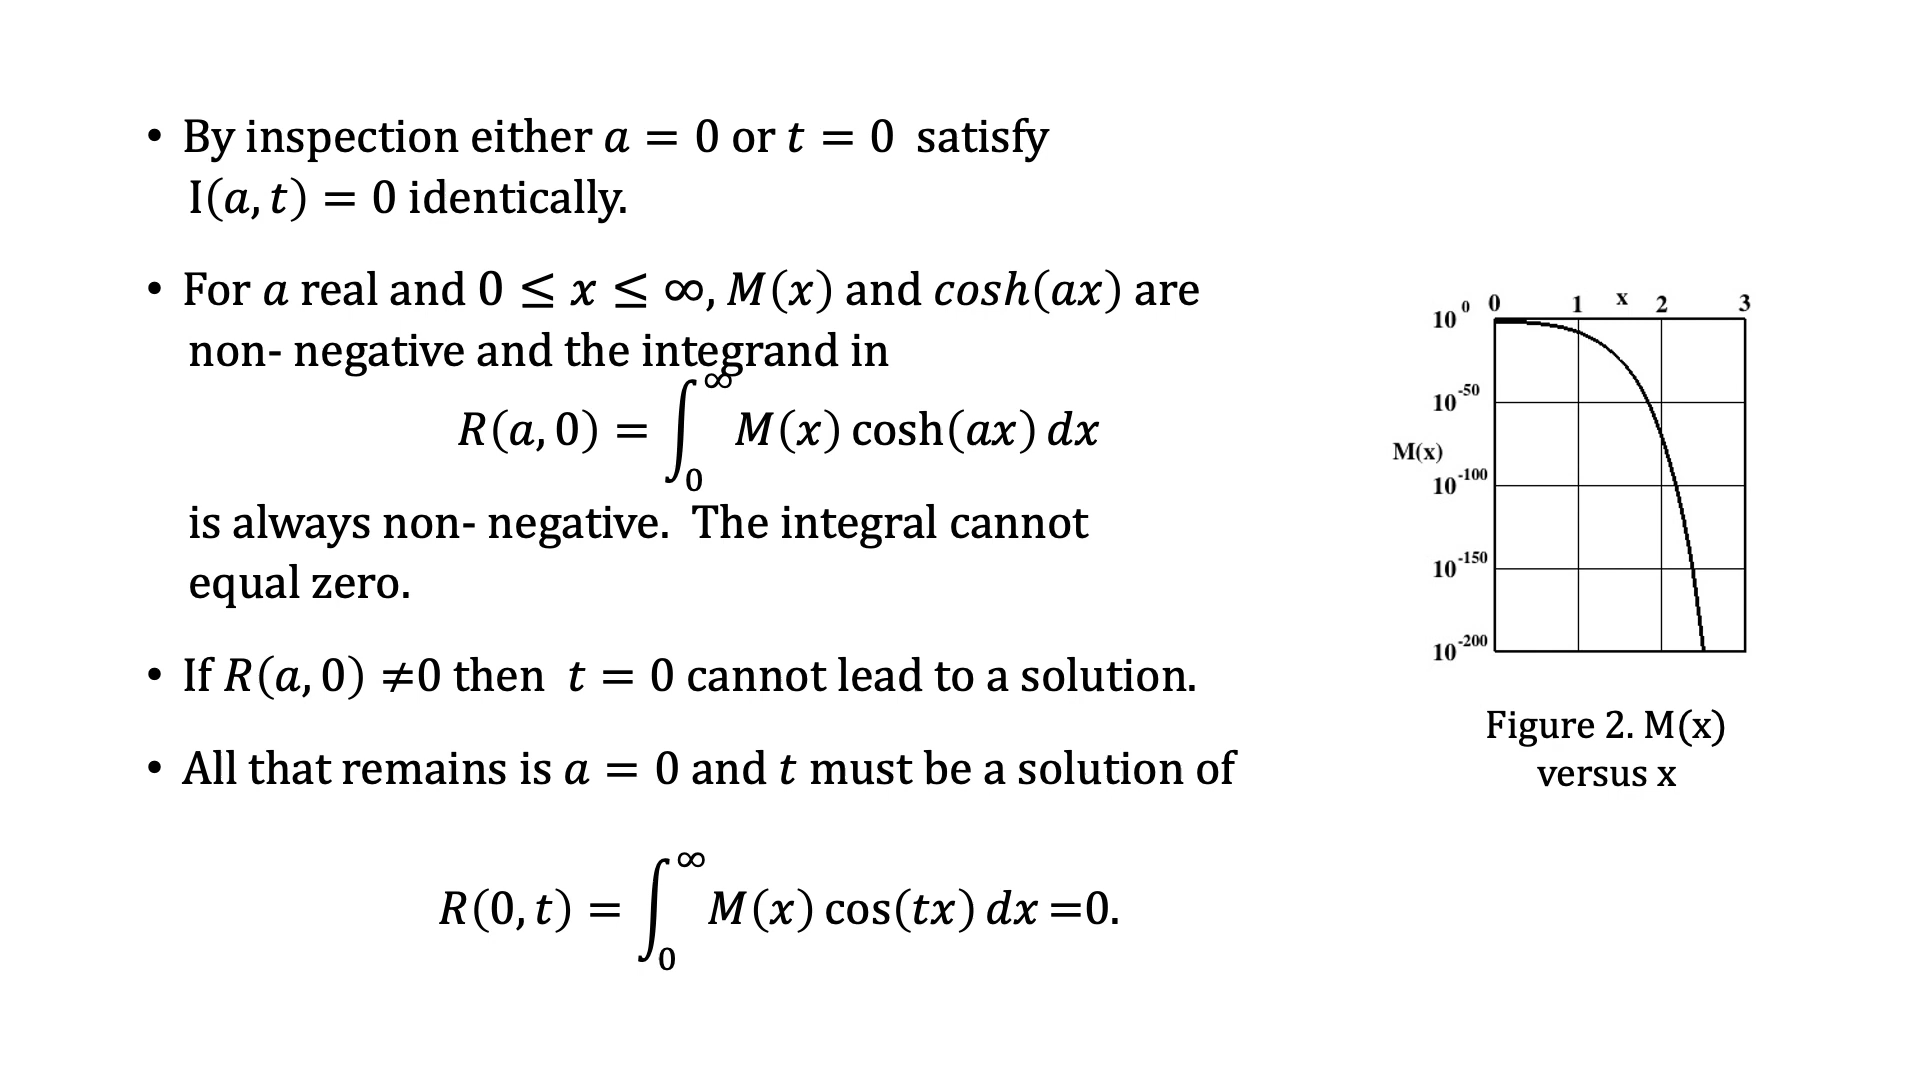 • By inspection either a = 0 or t = 0 satisfy
I(a, t) = 0 identically.
• For a real and 0 ≤ x ≤ ∞, M(x) and cosh(ax) are
non- negative and the integrand in
R(a, 0) = ∫₀^∞ M(x) cosh(ax) dx
is always non- negative. The integral cannot
equal zero.
• If R(a, 0) ≠0 then t = 0 cannot lead to a solution.
• All that remains is a = 0 and t must be a solution of
R(0, t) = ∫₀^∞ M(x) cos(tx) dx =0.
0 1 x 2 3
10^0
10^-50
M(x)
10^-100
10^-150
10^-200
Figure 2. M(x)
versus x